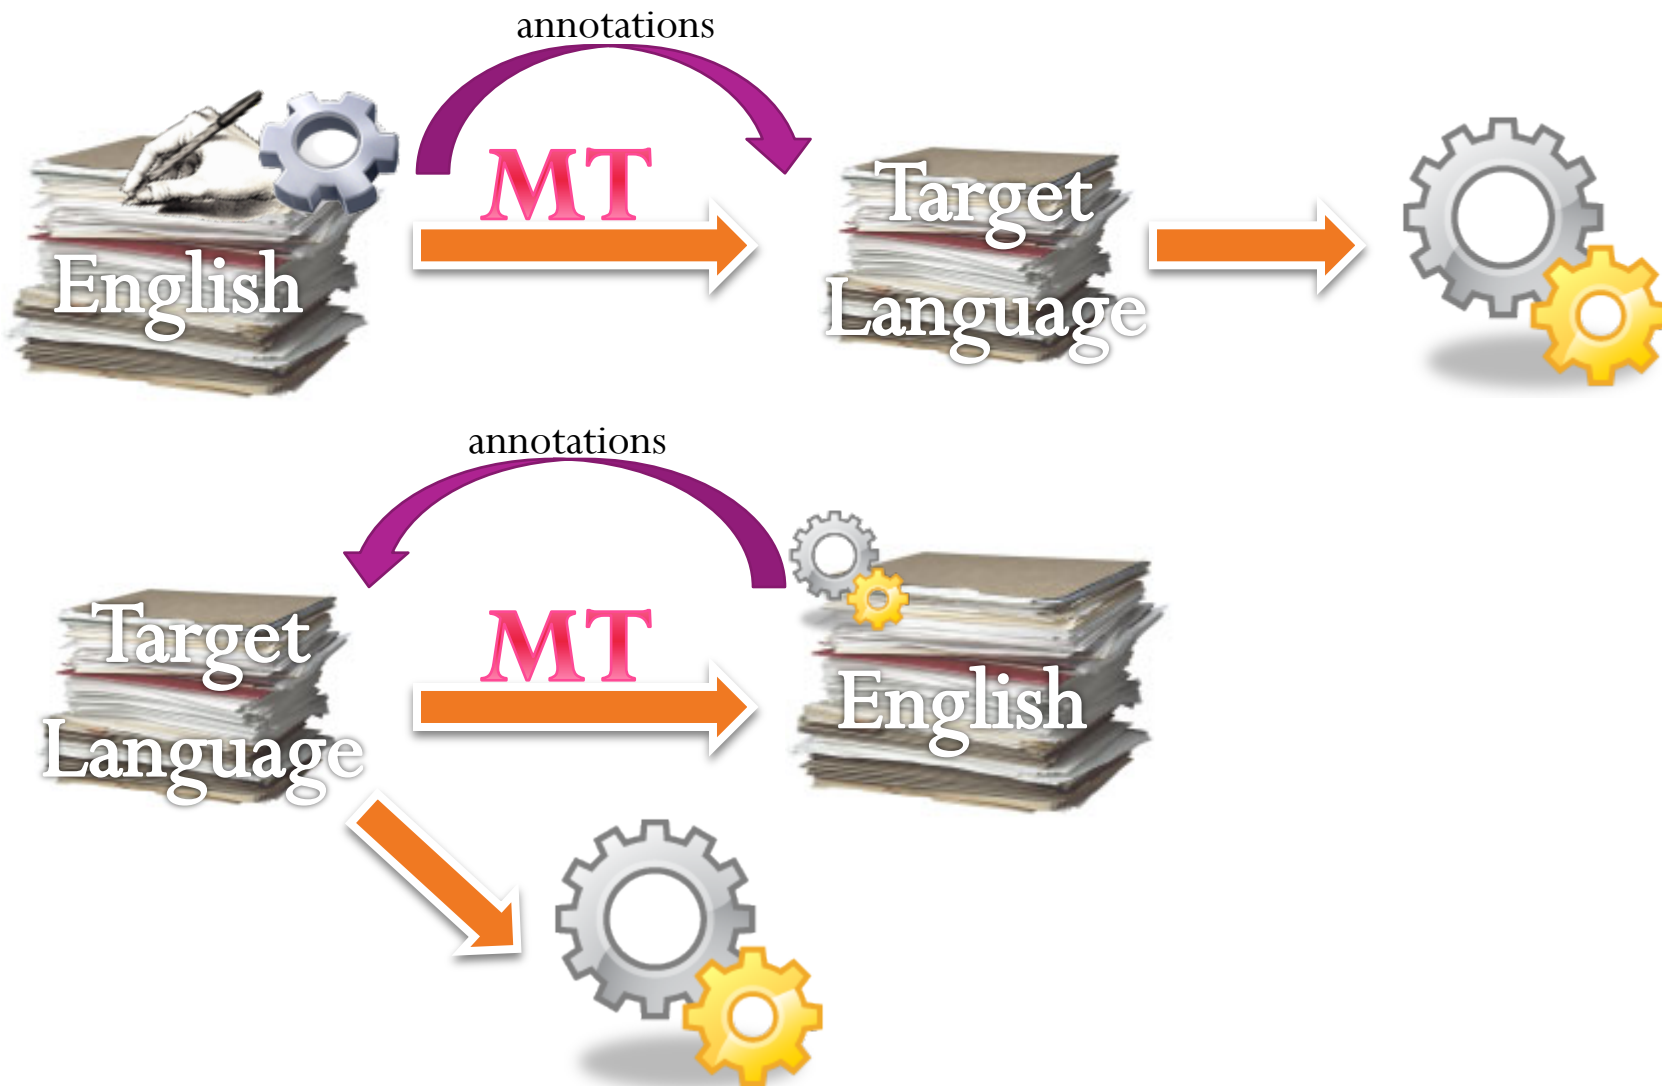 annotations
MT
English
Target
Language
annotations
MT
Target
Language
English